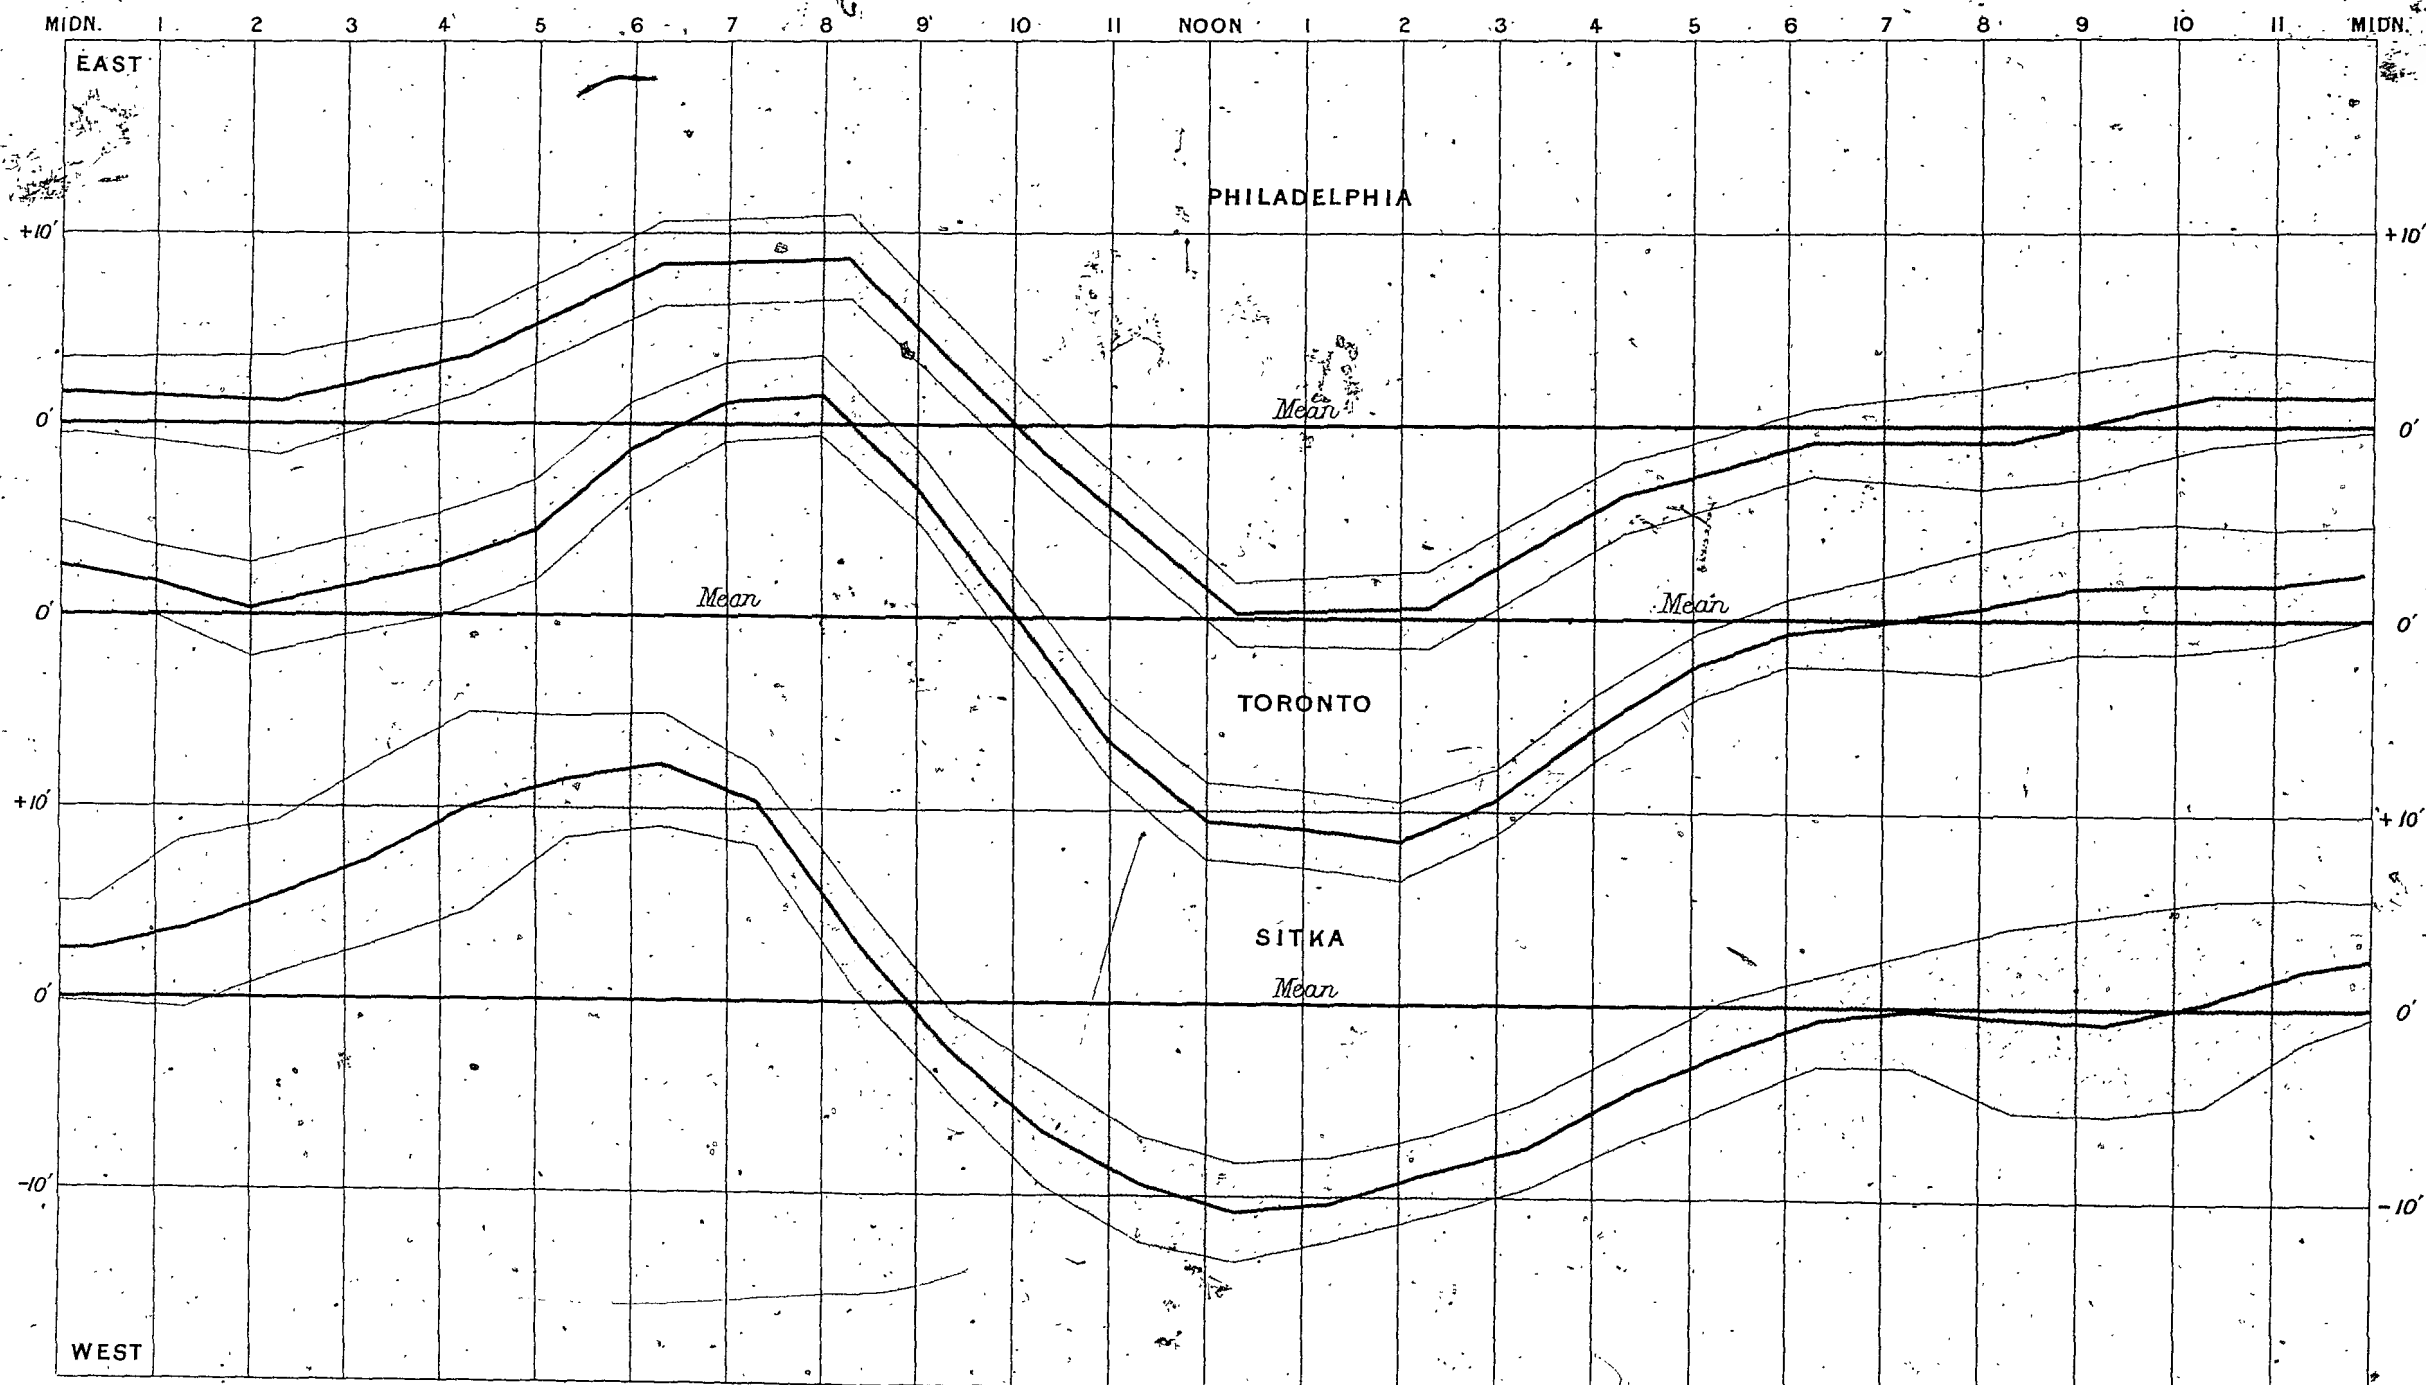 MIDN. 1 2 3 4 5 6 7 8 9 10 11 NOON 1 2 3 4 5 6 7 8 9 10 11 MIDN.
EAST
PHILADELPHIA
+10' +10'
Mean
0' 0'
Mean Mean
0' 0'
TORONTO
+10' +10'
SITKA
Mean
0' 0'
-10' -10'
WEST